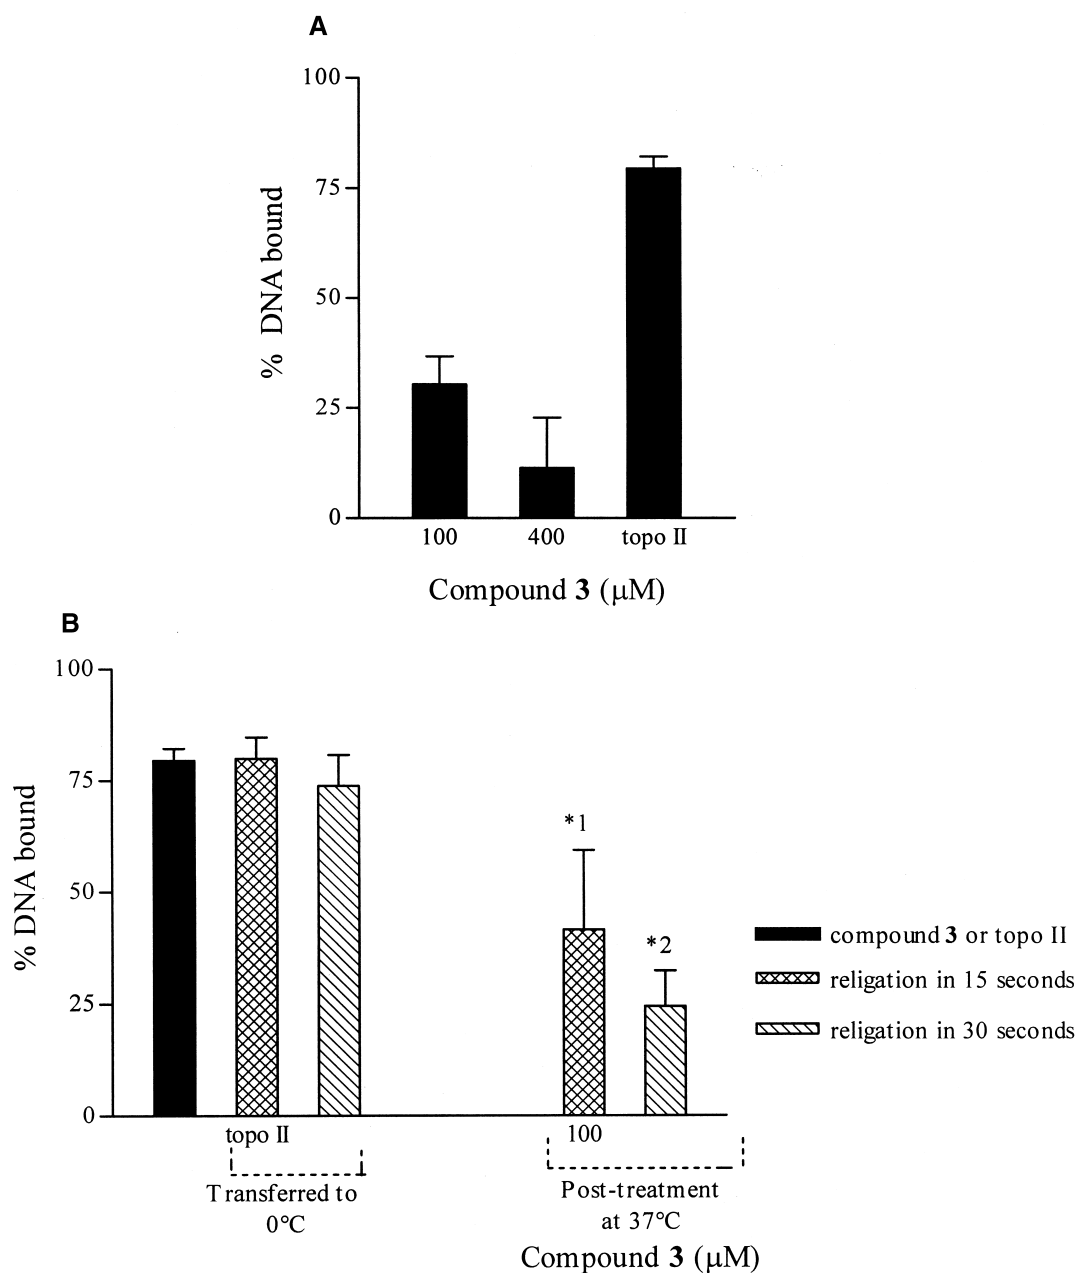 A
100
75
50
25
0
% DNA bound
100 400 topo II
Compound 3 (μM)
B
100
75
50
25
0
% DNA bound
*1
*2
compound 3 or topo II
religation in 15 seconds
religation in 30 seconds
topo II 100
Transferred to
0°C
Post-treatment
at 37°C
Compound 3 (μM)